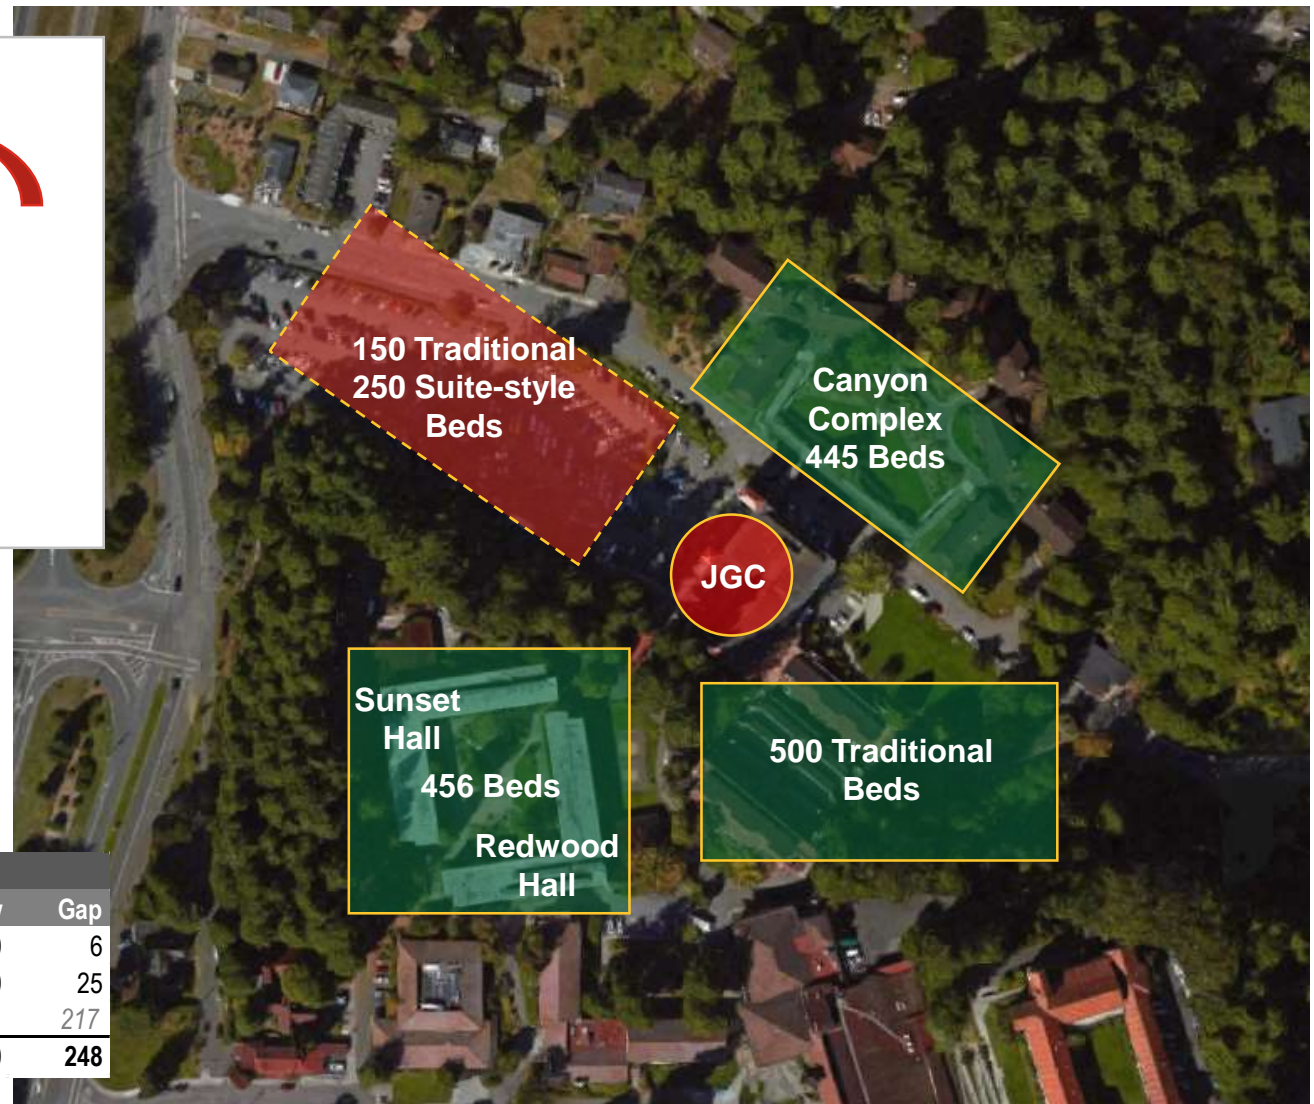 150 Traditional
250 Suite-style
Beds
Canyon
Complex
445 Beds
JGC
Sunset
Hall
456 Beds
Redwood
Hall
500 Traditional
Beds
Gap
6
25
217
248